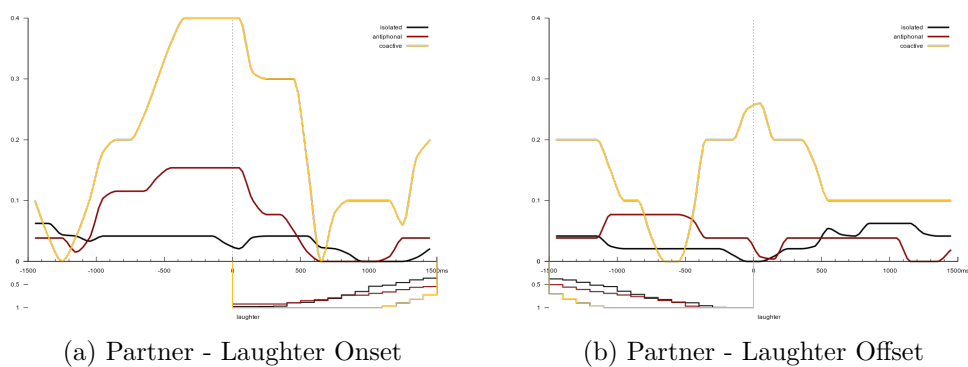 isolated
antiphonal
coactive
0.4
0.3
0.2
0.1
0
-1500 -1000 -500 0 500 1000 1500ms
0.5
1
laughter
(a) Partner - Laughter Onset
isolated
antiphonal
coactive
0.4
0.3
0.2
0.1
0
-1500 -1000 -500 0 500 1000 1500ms
0.5
1
laughter
(b) Partner - Laughter Offset